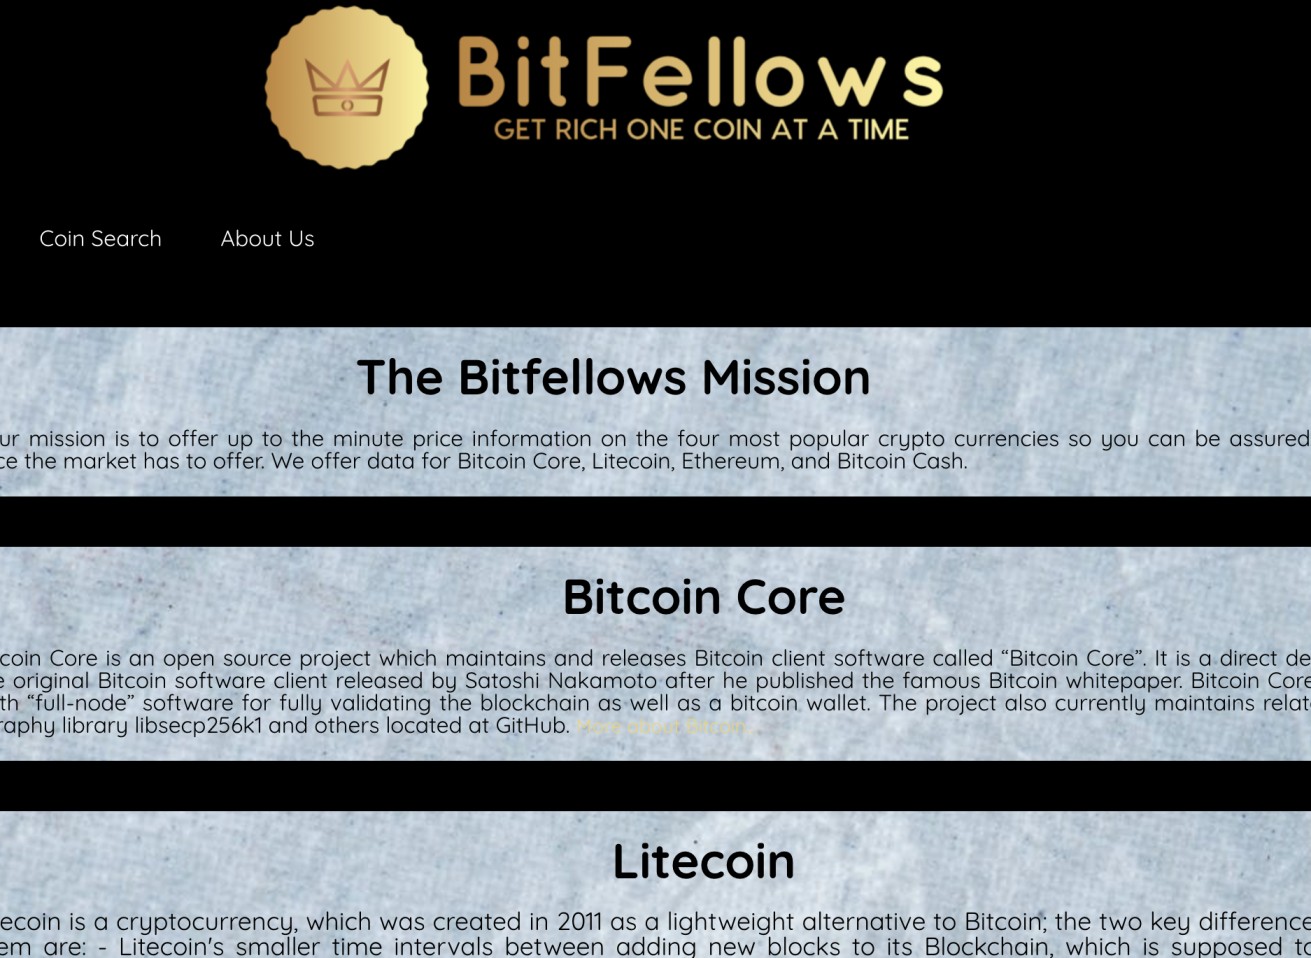 BitFellows
GET RICH ONE COIN AT A TIME
Coin Search About Us
The Bitfellows Mission
ur mission is to offer up to the minute price information on the four most popular crypto currencies so you can be assured
ce the market has to offer. We offer data for Bitcoin Core, Litecoin, Ethereum, and Bitcoin Cash.
Bitcoin Core
coin Core is an open source project which maintains and releases Bitcoin client software called “Bitcoin Core”. It is a direct de
e original Bitcoin software client released by Satoshi Nakamoto after he published the famous Bitcoin whitepaper. Bitcoin Core
th “full-node” software for fully validating the blockchain as well as a bitcoin wallet. The project also currently maintains relat
raphy library libsecp256k1 and others located at GitHub. More about Bitcoin...
Litecoin
ecoin is a cryptocurrency, which was created in 2011 as a lightweight alternative to Bitcoin; the two key difference
em are: - Litecoin's smaller time intervals between adding new blocks to its Blockchain, which is supposed to